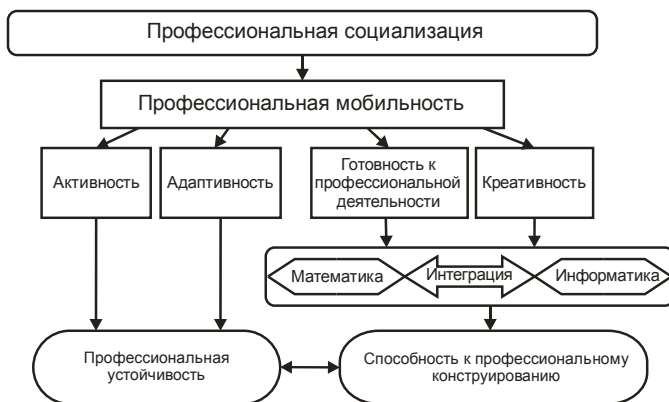 Профессиональная социализация
Профессиональная мобильность
Активность
Адаптивность
Готовность к
профессиональной
деятельности
Креативность
Математика
Интеграция
Информатика
Профессиональная
устойчивость
Способность к профессиональному
конструированию